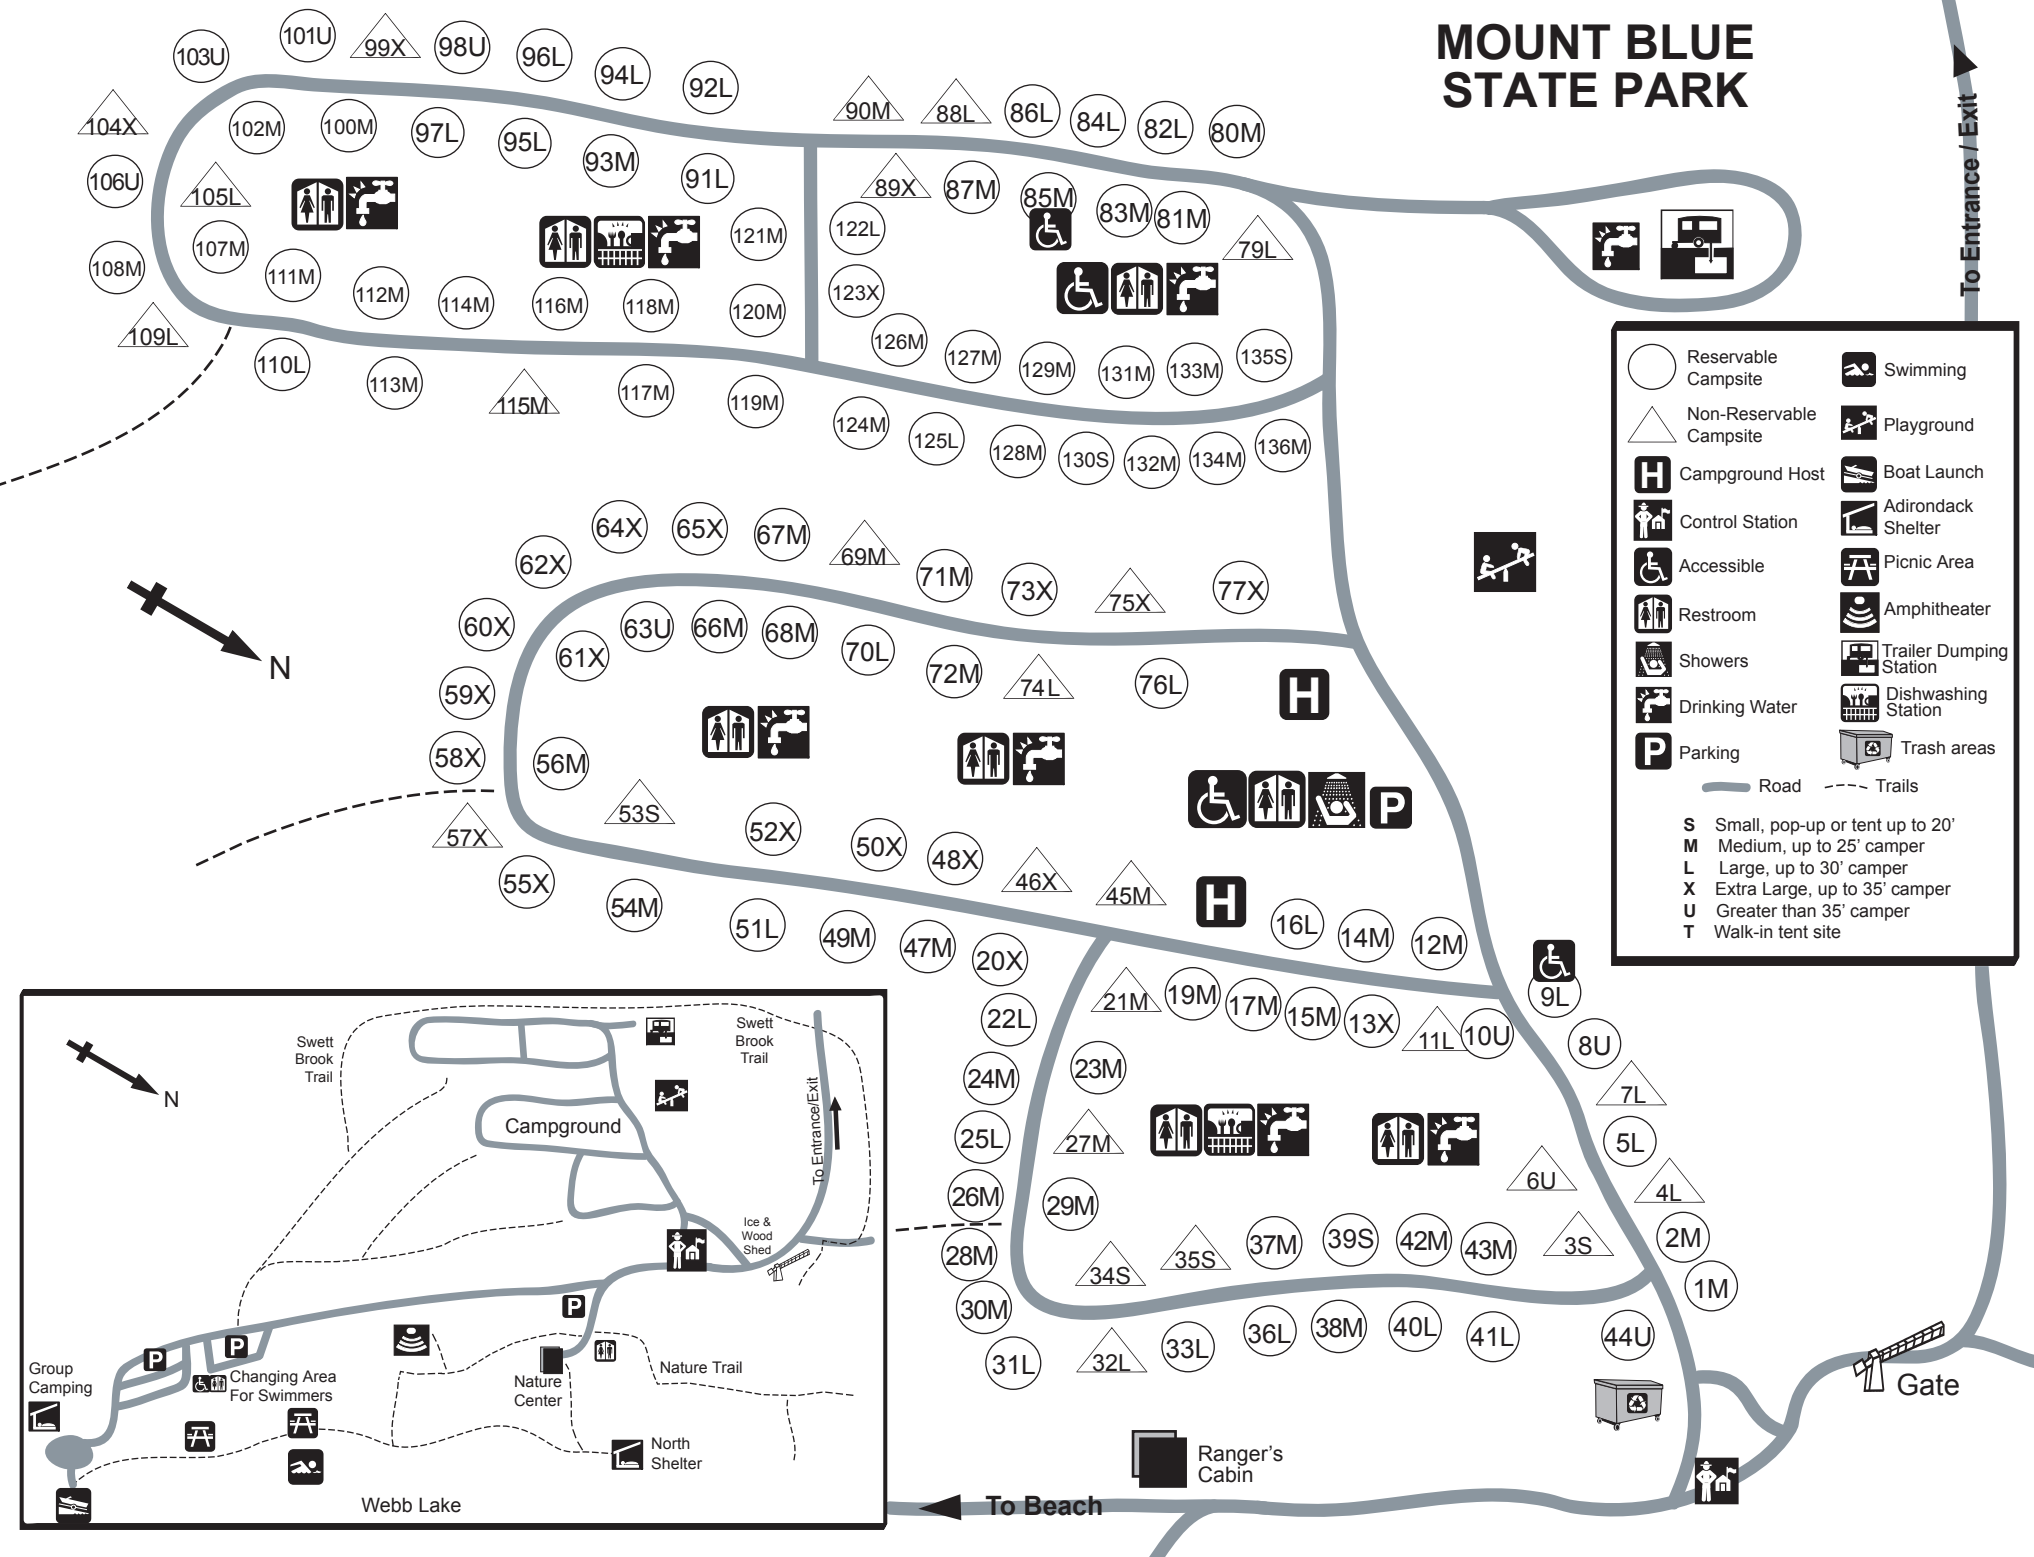 MOUNT BLUE
STATE PARK
To Entrance / Exit
103U
101U
99X
98U
96L
94L
92L
90M
88L
86L
84L
82L
80M
104X
102M
100M
97L
95L
93M
91L
89X
87M
85M
83M
81M
79L
106U
105L
107M
108M
109L
111M
112M
114M
116M
118M
120M
121M
122L
123X
126M
127M
129M
131M
133M
135S
110L
113M
115M
117M
119M
124M
125L
128M
130S
132M
134M
136M
64X
65X
67M
69M
71M
73X
75X
77X
62X
60X
59X
58X
57X
55X
61X
63U
66M
68M
70L
72M
74L
76L
H
56M
53S
52X
50X
48X
46X
45M
H
P
16L
14M
12M
54M
51L
49M
47M
20X
22L
24M
25L
26M
28M
30M
31L
21M
19M
17M
15M
13X
11L
10U
9L
8U
7L
5L
4L
2M
1M
23M
27M
29M
6U
3S
34S
35S
37M
39S
42M
43M
32L
33L
36L
38M
40L
41L
44U
N
Gate
Ranger's
Cabin
To Beach
Reservable
Campsite
Non-Reservable
Campsite
H Campground Host
Control Station
Accessible
Restroom
Showers
Drinking Water
P Parking
Swimming
Playground
Boat Launch
Adirondack
Shelter
Picnic Area
Amphitheater
Trailer Dumping
Station
Dishwashing
Station
Trash areas
Road
Trails
S Small, pop-up or tent up to 20'
M Medium, up to 25' camper
L Large, up to 30' camper
X Extra Large, up to 35' camper
U Greater than 35' camper
T Walk-in tent site
N
Swett
Brook
Trail
Swett
Brook
Trail
Campground
To Entrance/Exit
Ice &
Wood
Shed
P
P
P
Group
Camping
Changing Area
For Swimmers
Nature
Center
Nature Trail
North
Shelter
Webb Lake